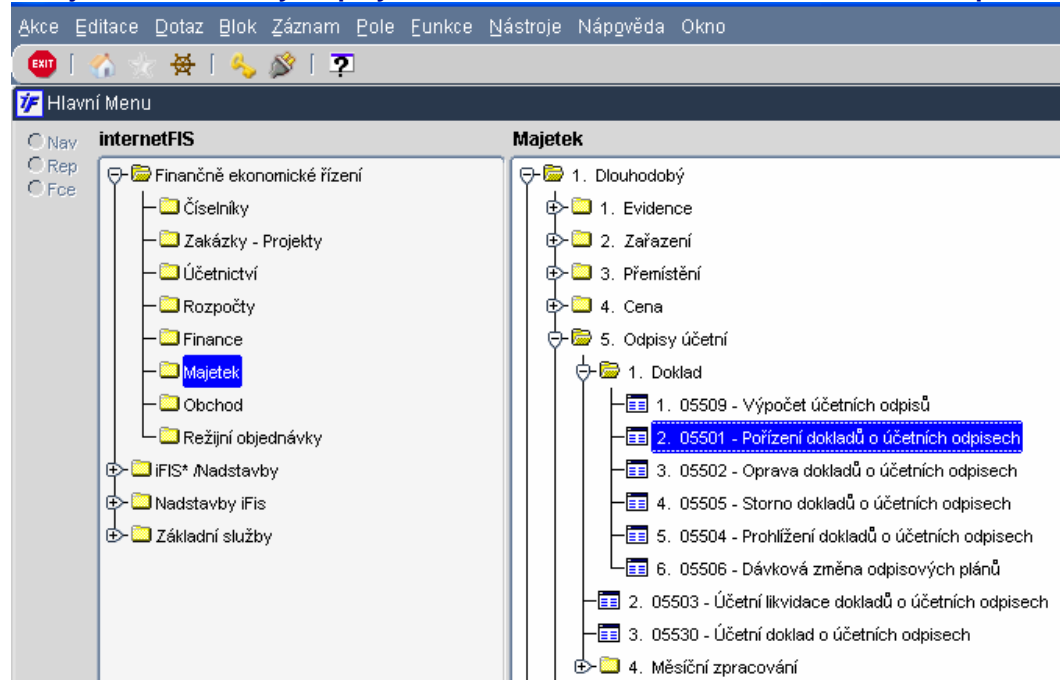 Akce Editace Dotaz Blok Záznam Pole Funkce Nástroje Nápověda Okno
EXIT
Hlavní Menu
Nav
Rep
Fce
internetFIS
Finančně ekonomické řízení
Číselníky
Zakázky - Projekty
Účetnictví
Rozpočty
Finance
Majetek
Obchod
Režijní objednávky
iFIS* /Nadstavby
Nadstavby iFis
Základní služby
Majetek
1. Dlouhodobý
1. Evidence
2. Zařazení
3. Přemístění
4. Cena
5. Odpisy účetní
1. Doklad
1. 05509 - Výpočet účetních odpisů
2. 05501 - Pořízení dokladů o účetních odpisech
3. 05502 - Oprava dokladů o účetních odpisech
4. 05505 - Storno dokladů o účetních odpisech
5. 05504 - Prohlížení dokladů o účetních odpisech
6. 05506 - Dávková změna odpisových plánů
2. 05503 - Účetní likvidace dokladů o účetních odpisech
3. 05530 - Účetní doklad o účetních odpisech
4. Měsíční zpracování